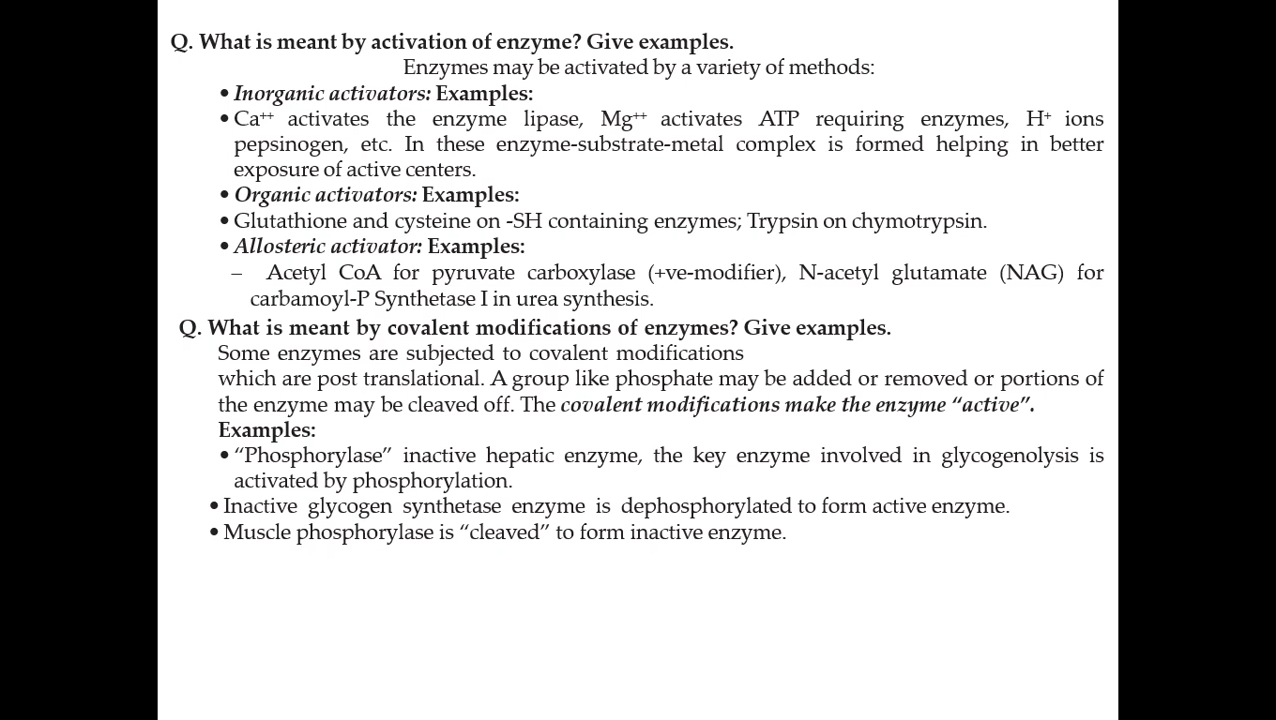 Q. What is meant by activation of enzyme? Give examples.
Enzymes may be activated by a variety of methods:
• Inorganic activators: Examples:
• Ca⁺⁺ activates the enzyme lipase, Mg⁺⁺ activates ATP requiring enzymes, H⁺ ions
pepsinogen, etc. In these enzyme-substrate-metal complex is formed helping in better
exposure of active centers.
• Organic activators: Examples:
• Glutathione and cysteine on -SH containing enzymes; Trypsin on chymotrypsin.
• Allosteric activator: Examples:
– Acetyl CoA for pyruvate carboxylase (+ve-modifier), N-acetyl glutamate (NAG) for
carbamoyl-P Synthetase I in urea synthesis.
Q. What is meant by covalent modifications of enzymes? Give examples.
Some enzymes are subjected to covalent modifications
which are post translational. A group like phosphate may be added or removed or portions of
the enzyme may be cleaved off. The covalent modifications make the enzyme “active”.
Examples:
• “Phosphorylase” inactive hepatic enzyme, the key enzyme involved in glycogenolysis is
activated by phosphorylation.
• Inactive glycogen synthetase enzyme is dephosphorylated to form active enzyme.
• Muscle phosphorylase is “cleaved” to form inactive enzyme.